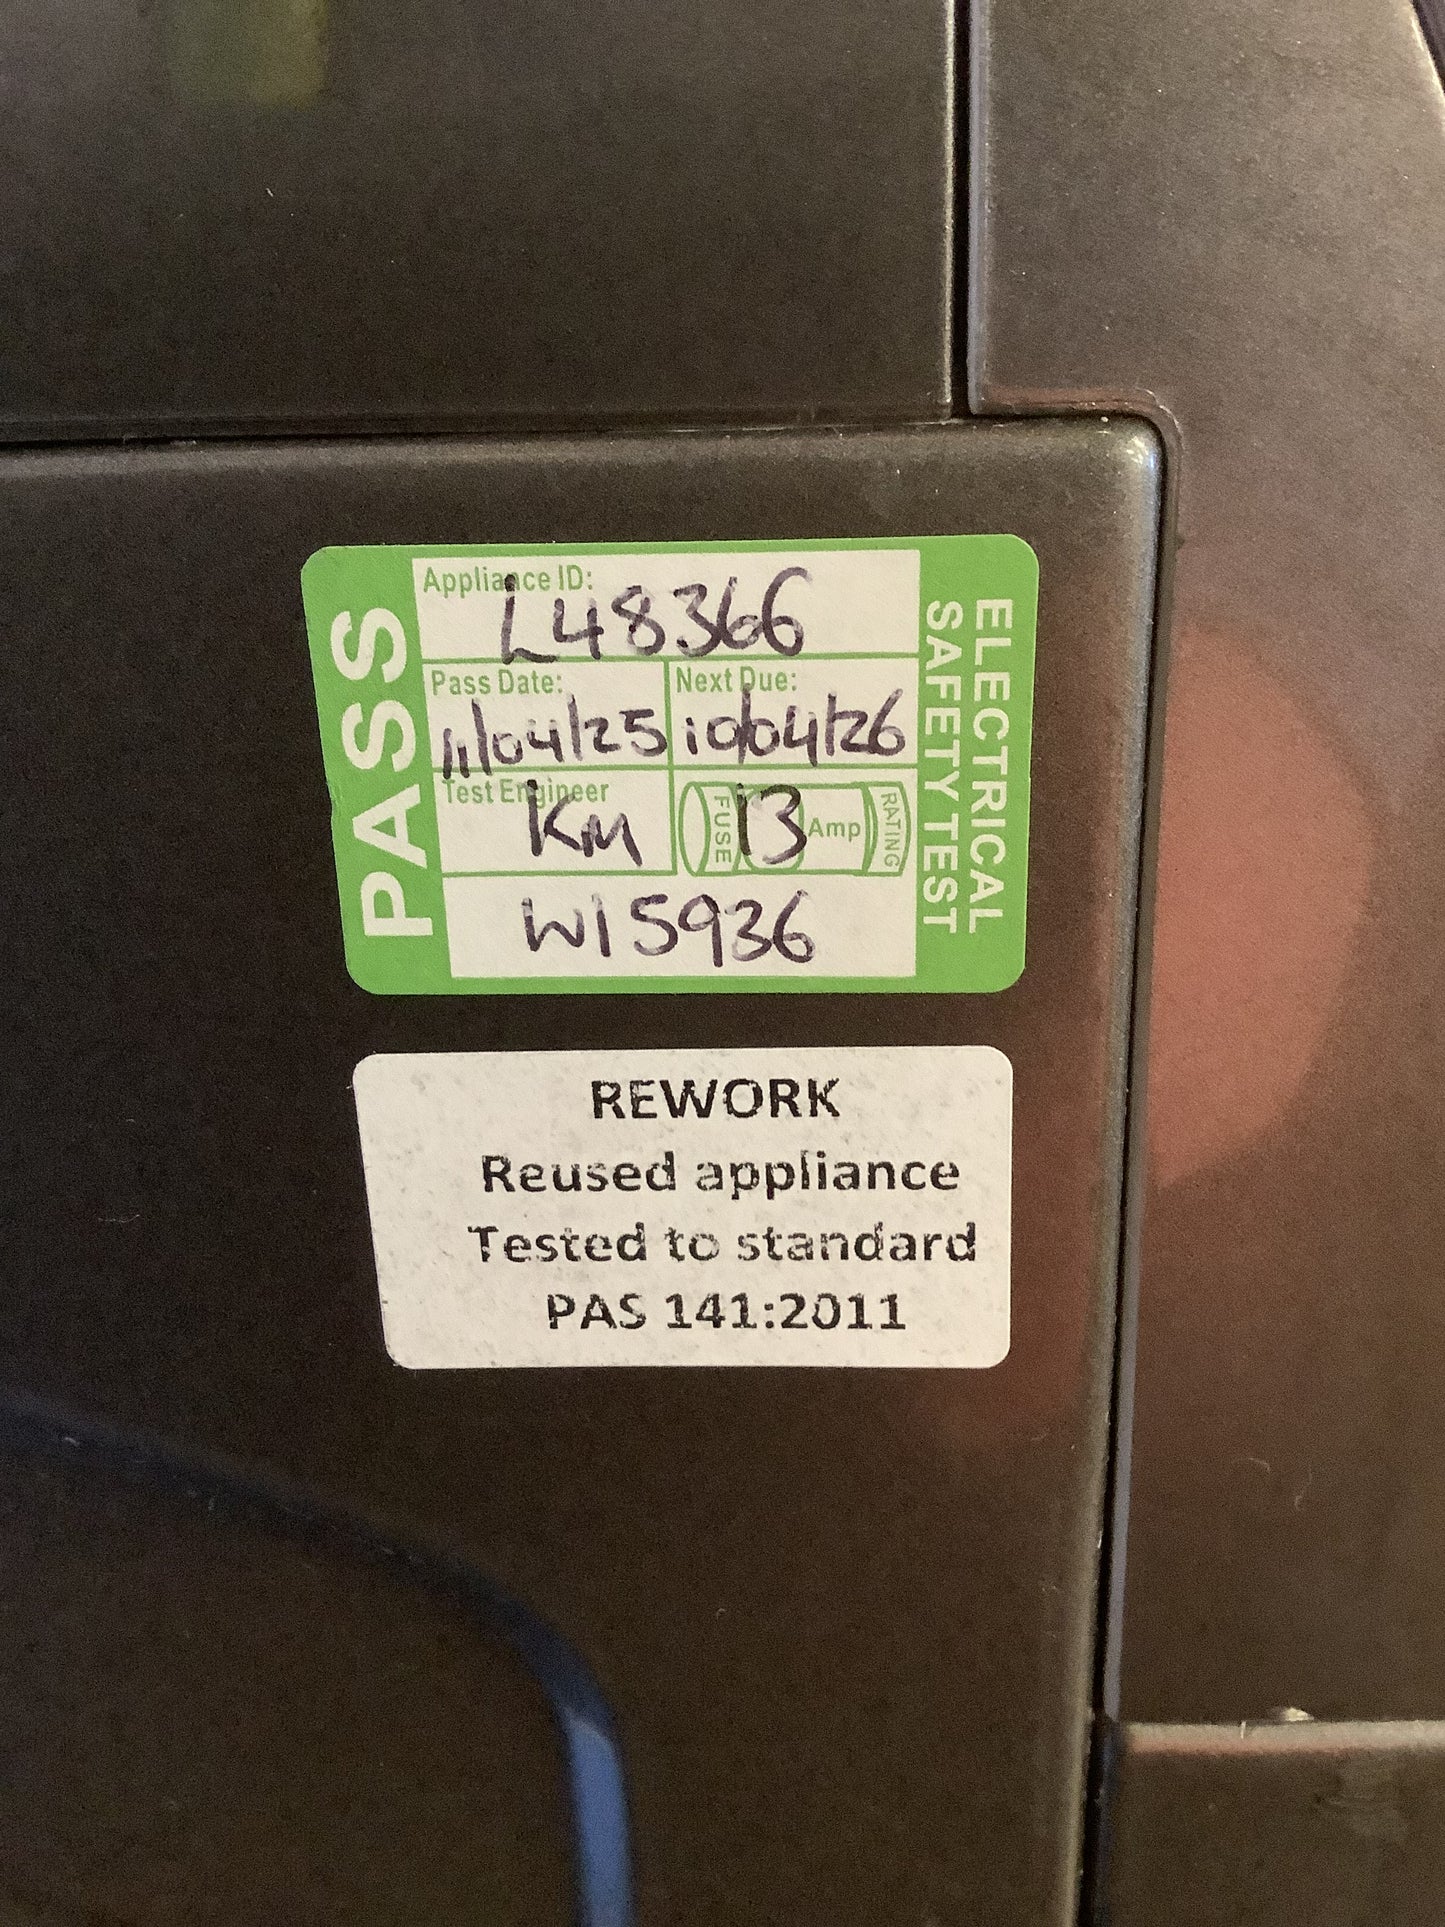 PASS
Appliance ID:
L48366
Pass Date:
11/04/25
Next Due:
10/04/26
Test Engineer
KM
FUSE 13 Amp RATING
W15936
ELECTRICAL
SAFETY TEST
REWORK
Reused appliance
Tested to standard
PAS 141:2011